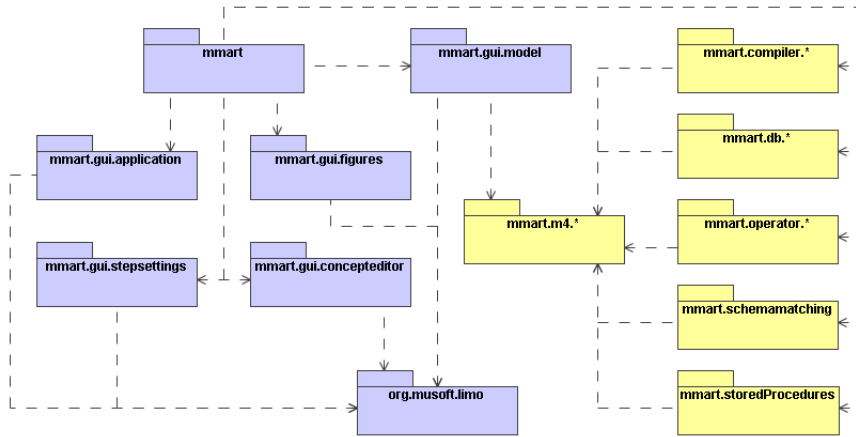 mmart
mmart.gui.model
mmart.compiler.*
mmart.gui.application
mmart.gui.figures
mmart.db.*
mmart.m4.*
mmart.operator.*
mmart.gui.stepsettings
mmart.gui.concepteditor
mmart.schemamatching
org.musoft.limo
mmart.storedProcedures